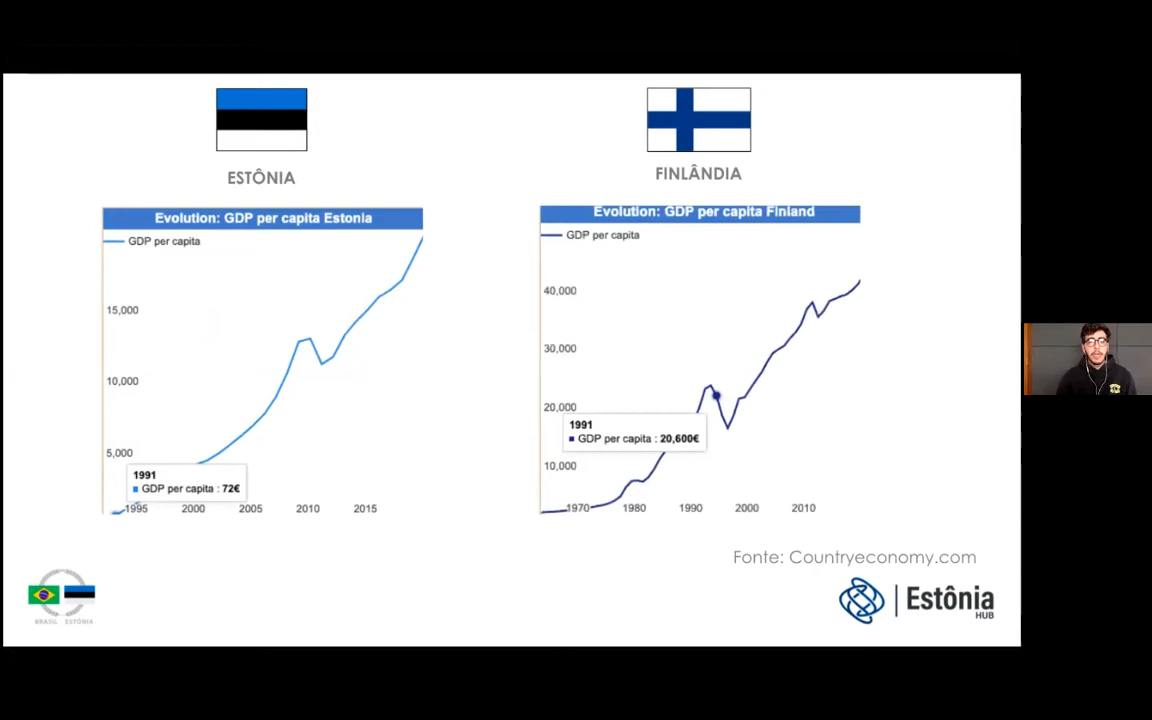 ESTÔNIA
Evolution: GDP per capita Estonia
GDP per capita
15,000
10,000
5,000
1991
GDP per capita : 72€
1995 2000 2005 2010 2015
FINLÂNDIA
Evolution: GDP per capita Finland
GDP per capita
40,000
30,000
20,000
10,000
1991
GDP per capita : 20,600€
1970 1980 1990 2000 2010
Fonte: Countryeconomy.com
BRASIL ESTÔNIA
Estônia
HUB